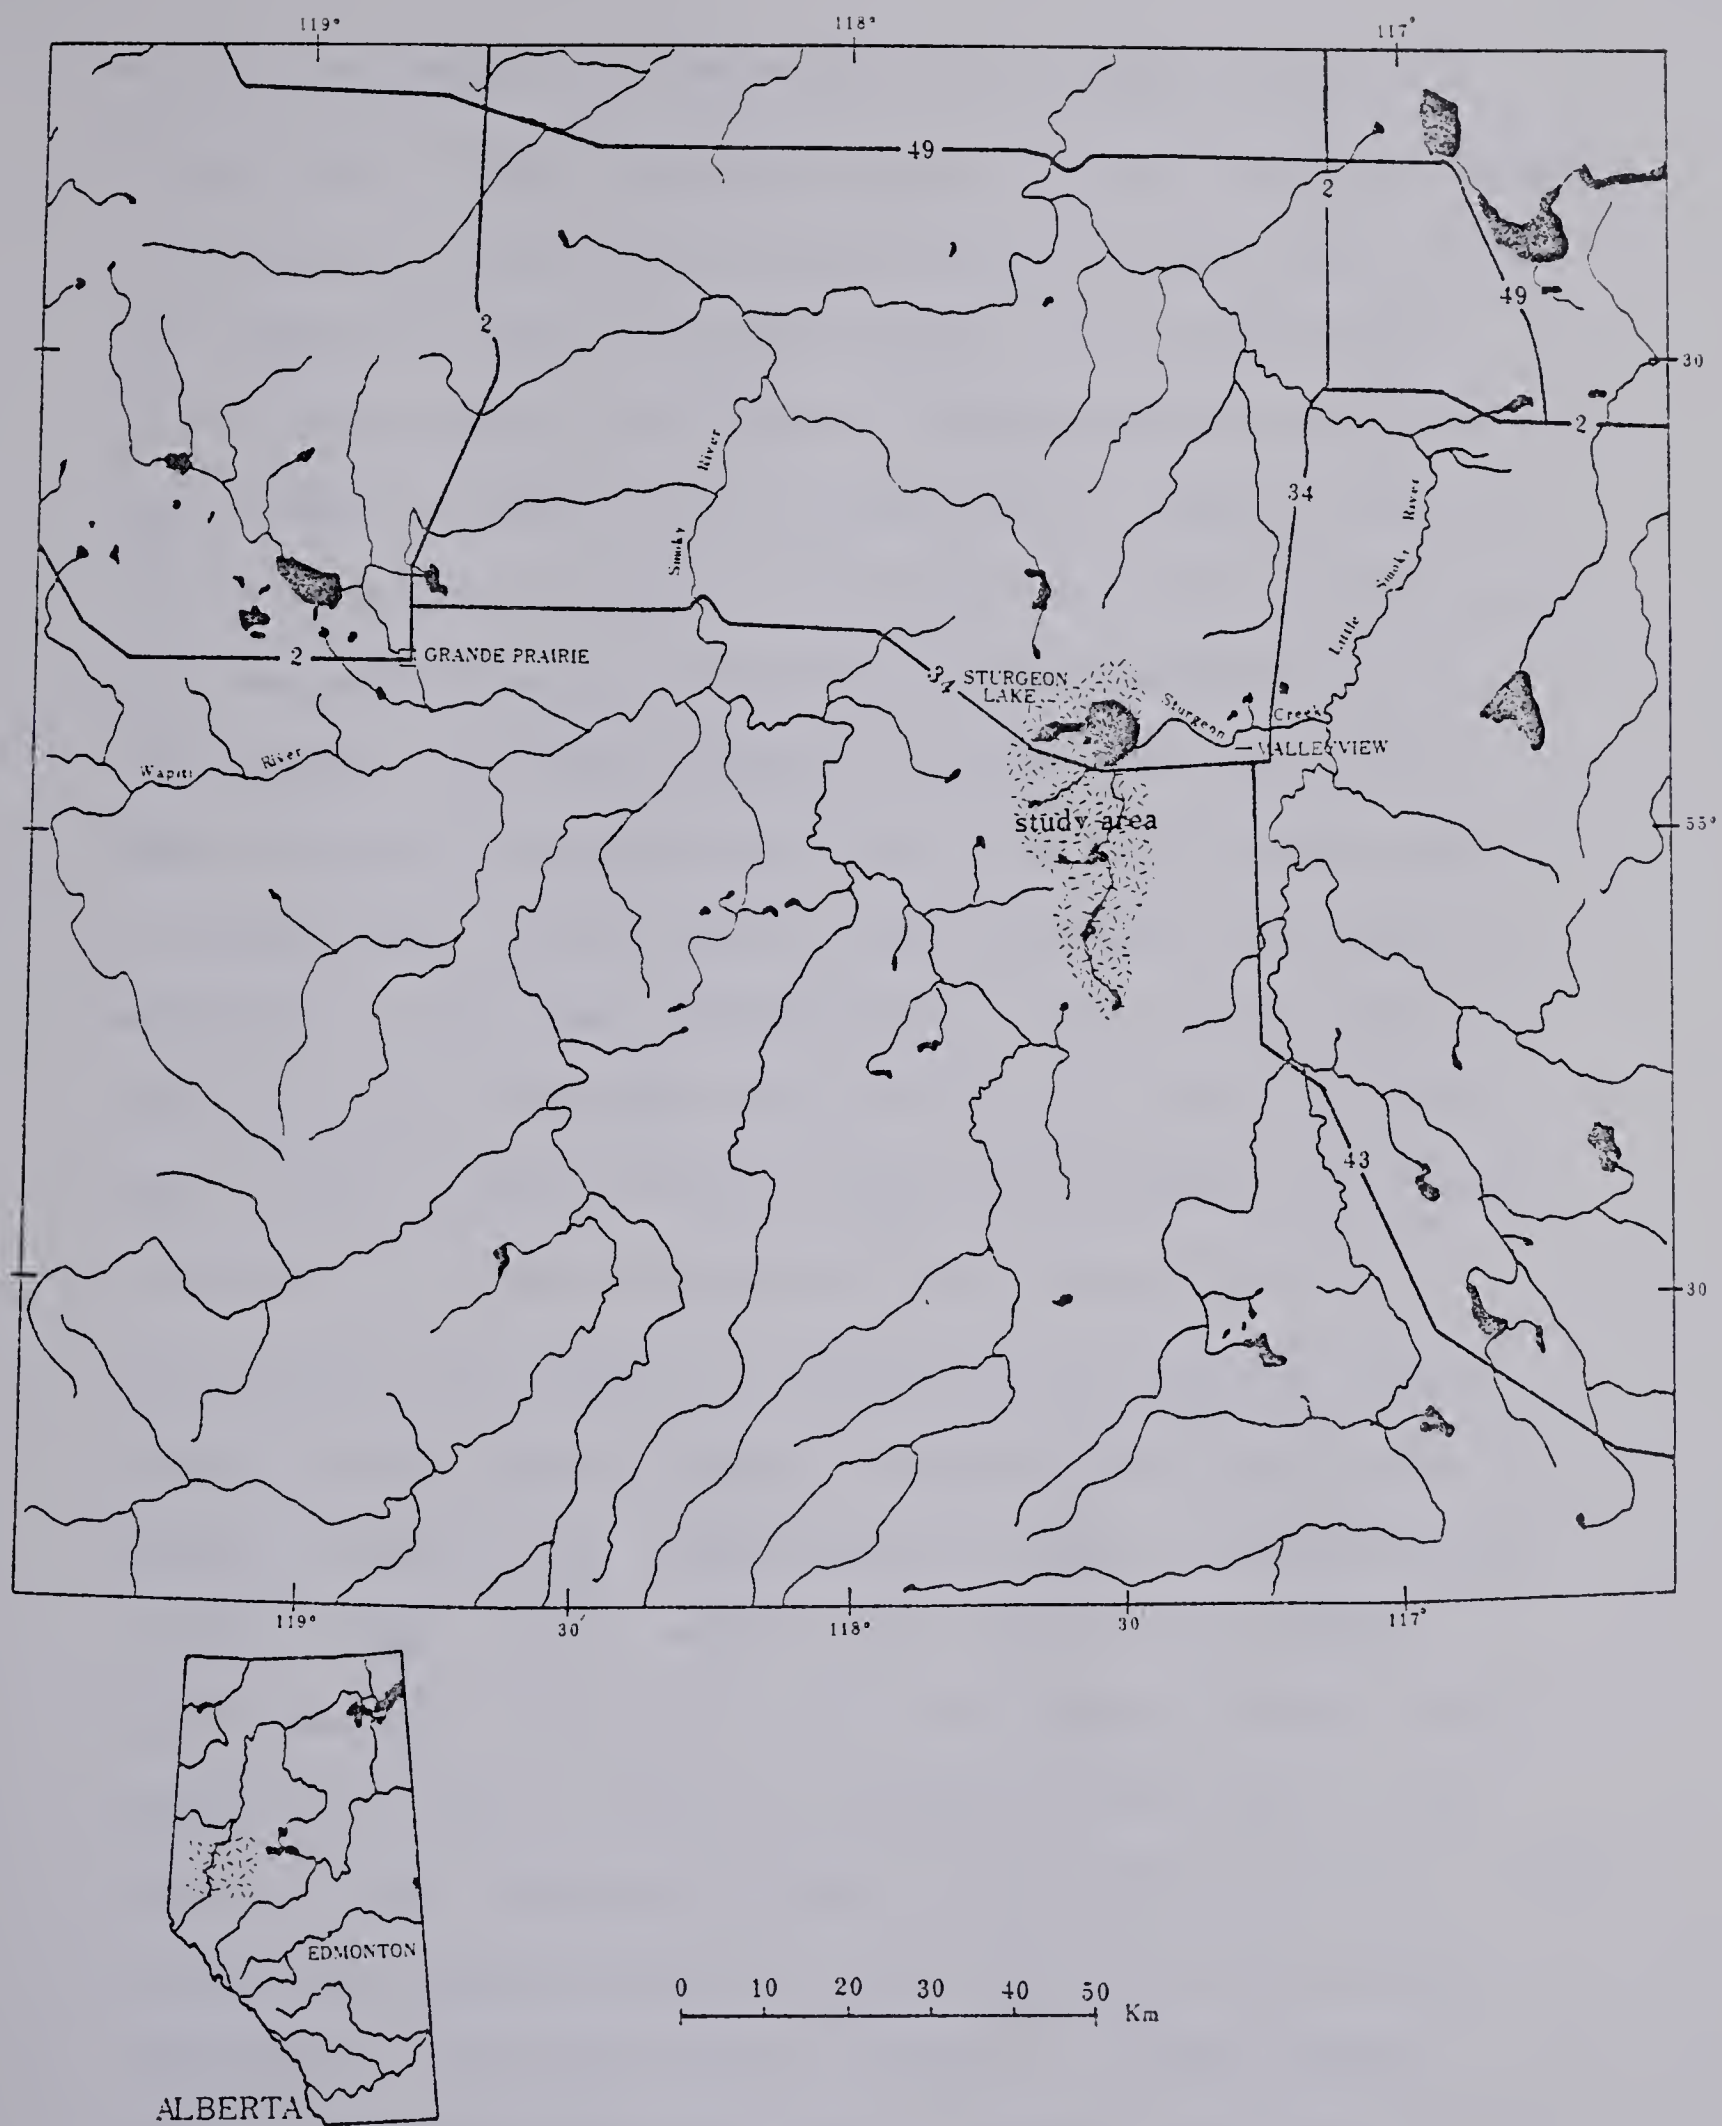 119°
118°
117°
49
2
2
49
30
2
River
34
River
Smoky
Smoky
Little
2
GRANDE PRAIRIE
34
STURGEON
LAKE
Sturgeon
Creek
VALLEYVIEW
Wapiti
River
study area
55°
43
30
119°
30′
118°
30
117°
EDMONTON
0 10 20 30 40 50
Km
ALBERTA